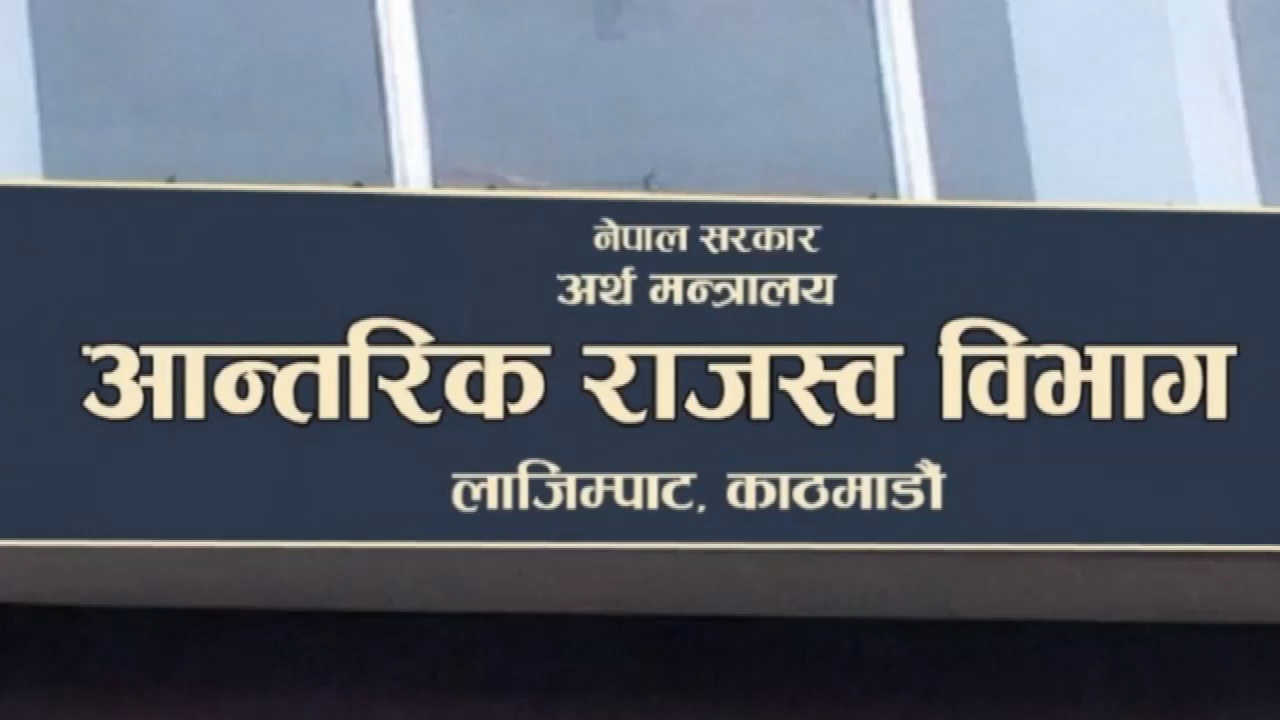 नेपाल सरकार
अर्थ मन्त्रालय
आन्तरिक राजस्व विभाग
लाजिम्पाट, काठमाडौं